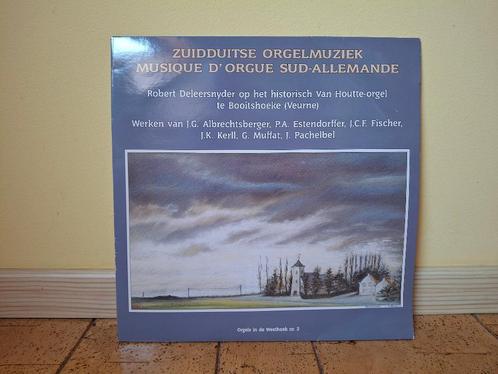 ZUIDDUITSE ORGELMUZIEK
MUSIQUE D'ORGUE SUD-ALLEMANDE
Robert Deleersnyder op het historisch Van Houtte-orgel
te Booitshoeke (Veurne)
Werken van J.G. Albrechtsberger, P.A. Estendorffer, J.C.F. Fischer,
J.K. Kerll, G. Muffat, J. Pachelbel
Orgels in de Westhoek nr 2